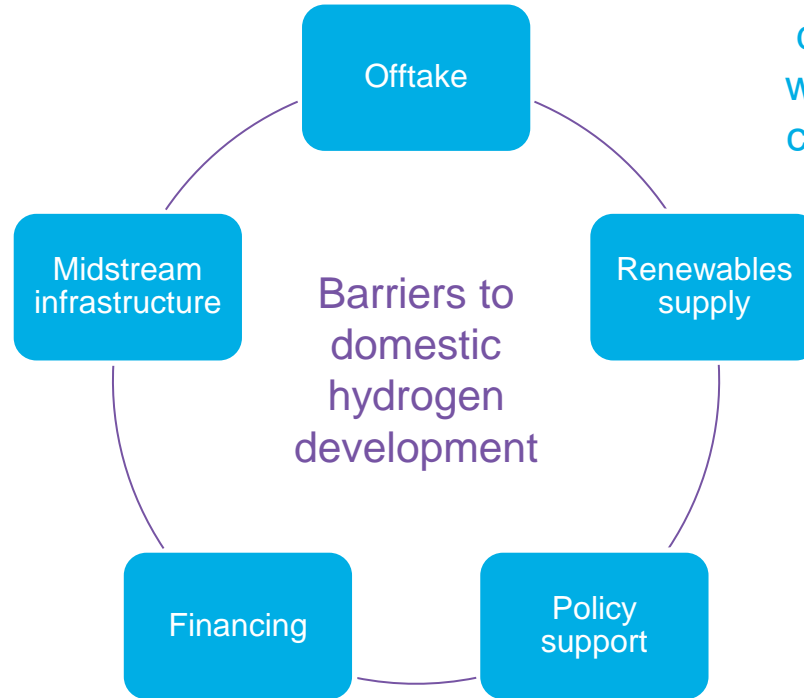 Offtake
Renewables
supply
Policy
support
Financing
Midstream
infrastructure
Barriers to
domestic
hydrogen
development